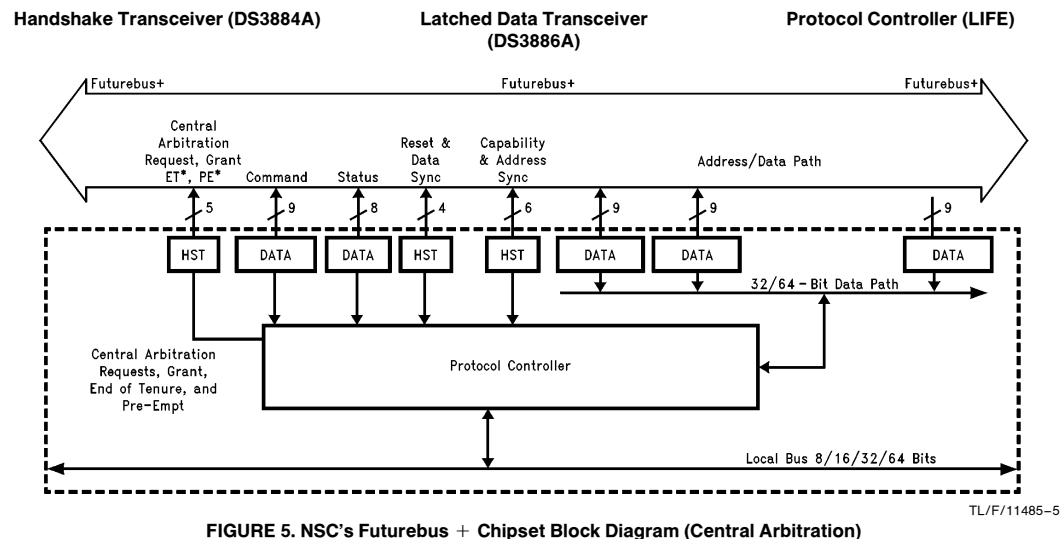 Handshake Transceiver (DS3884A)
Latched Data Transceiver
(DS3886A)
Protocol Controller (LIFE)
Futurebus+
Futurebus+
Futurebus+
Central
Arbitration
Request, Grant
ET*, PE*
Command
Status
Reset &
Data
Sync
Capability
& Address
Sync
Address/Data Path
5
9
8
4
6
9
9
9
HST
DATA
DATA
HST
HST
DATA
DATA
DATA
32/64-Bit Data Path
Central Arbitration
Requests, Grant,
End of Tenure, and
Pre-Empt
Protocol Controller
Local Bus 8/16/32/64 Bits
TL/F/11485-5
FIGURE 5. NSC's Futurebus + Chipset Block Diagram (Central Arbitration)